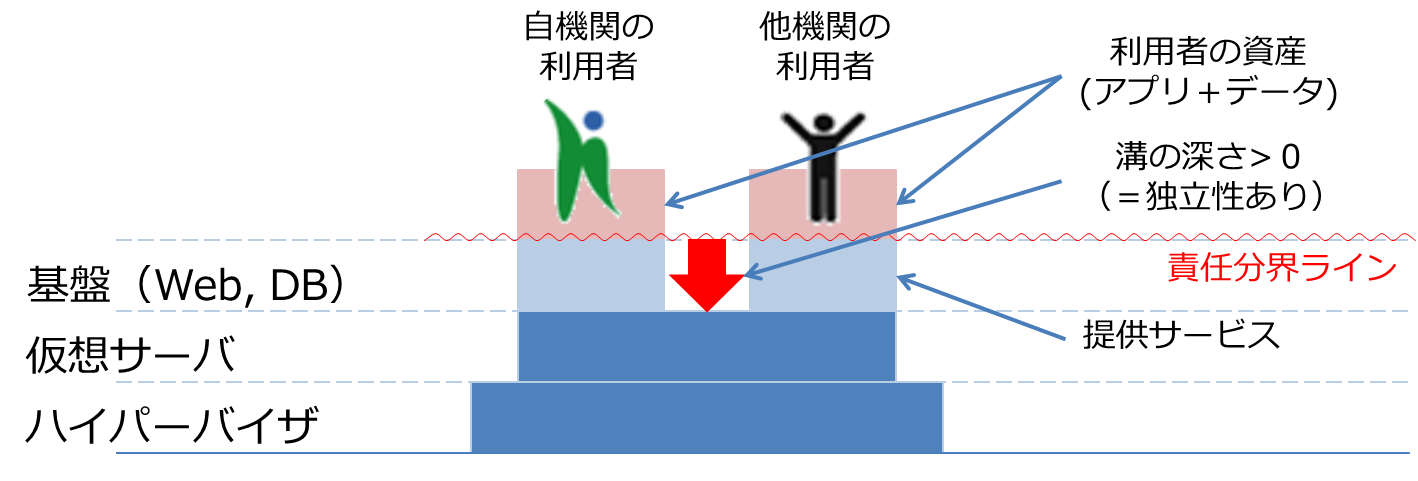 自機関の
利用者
他機関の
利用者
利用者の資産
(アプリ＋データ)
溝の深さ> 0
（＝独立性あり）
責任分界ライン
基盤（Web, DB）
提供サービス
仮想サーバ
ハイパーバイザ